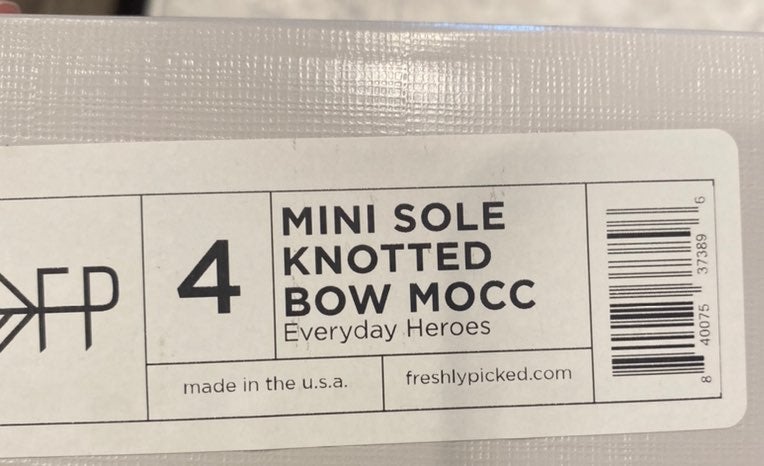 FP
4
MINI SOLE
KNOTTED
BOW MOCC
Everyday Heroes
made in the u.s.a.
freshlypicked.com
8 40075 37389 6